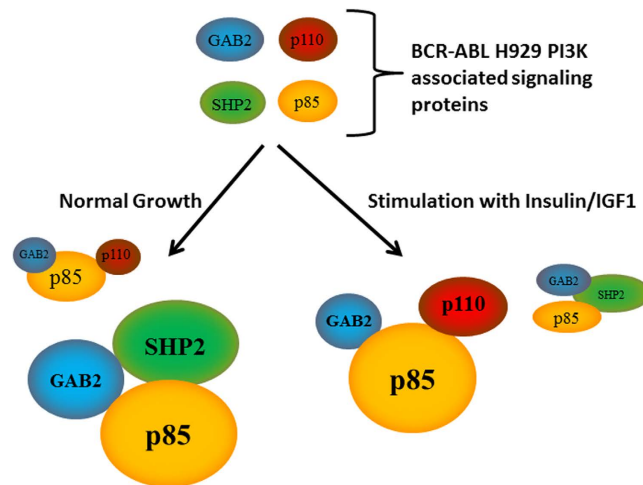 GAB2
p110
SHP2
p85
BCR-ABL H929 PI3K
associated signaling
proteins
Normal Growth
Stimulation with Insulin/IGF1
GAB2
p110
p85
SHP2
GAB2
p85
GAB2
p110
p85
GAB2
SHP2
p85